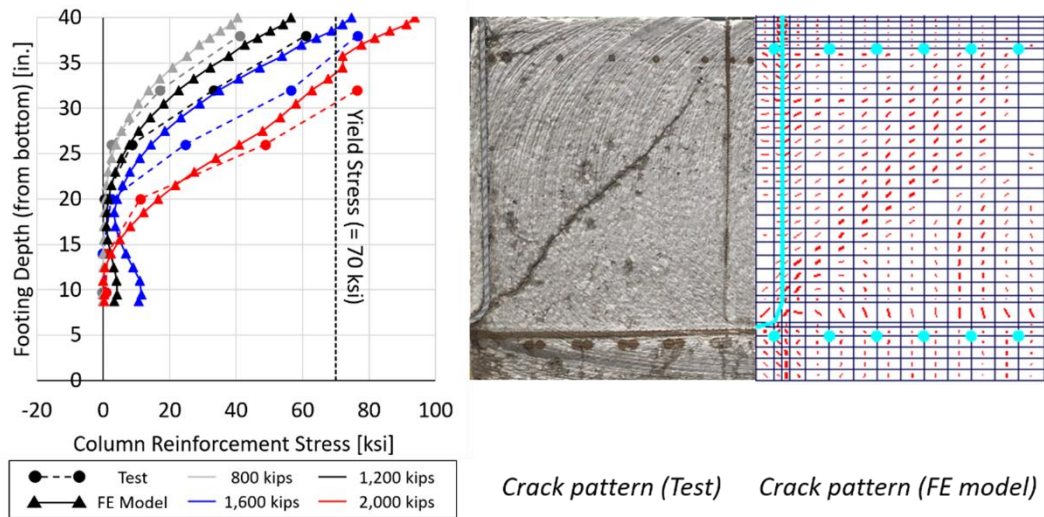 40
35
30
25
20
15
10
5
0
Footing Depth (from bottom) [in.]
Yield Stress (= 70 ksi)
-20 0 20 40 60 80 100
Column Reinforcement Stress [ksi]
Test 800 kips 1,200 kips
FE Model 1,600 kips 2,000 kips
Crack pattern (Test) Crack pattern (FE model)